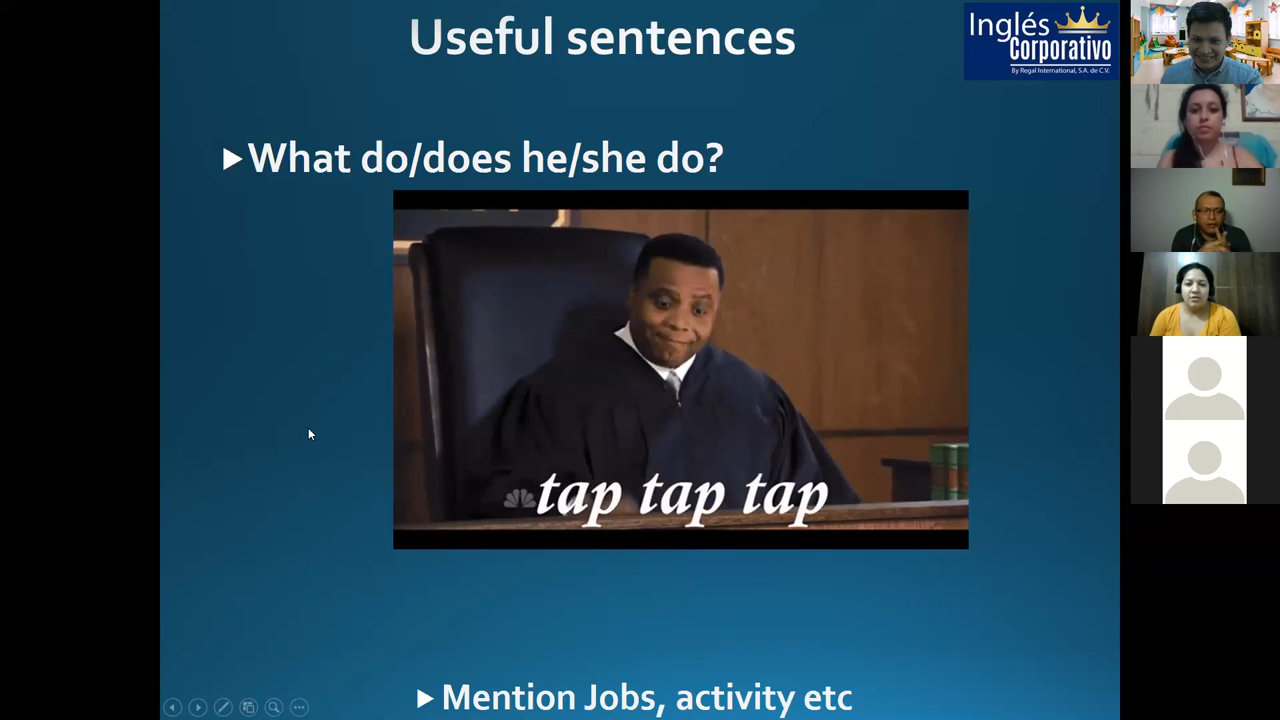 Useful sentences
Inglés
Corporativo
By Regal International, S.A. de C.V.
▶What do/does he/she do?
tap tap tap
▶Mention Jobs, activity etc